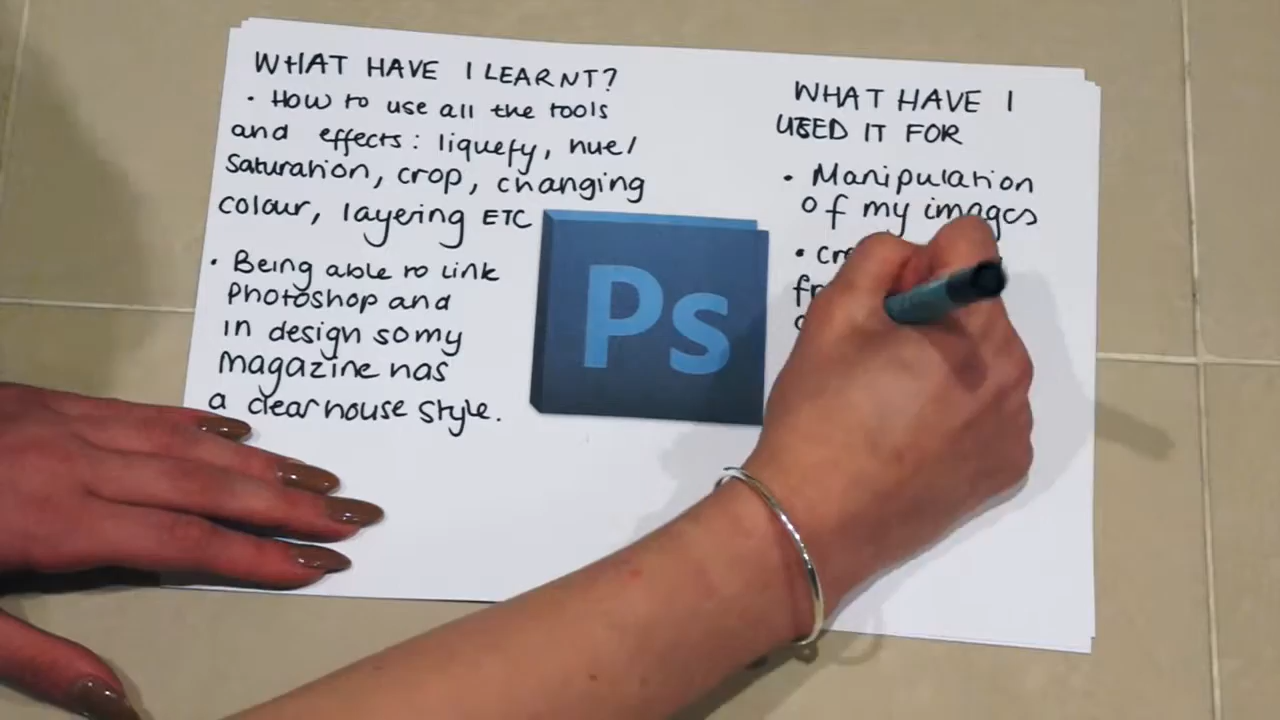 WHAT HAVE I LEARNT?
• How to use all the tools
and effects: liquefy, hue/
saturation, crop, changing
colour, layering ETC
• Being able to link
Photoshop and
in design so my
magazine has
a clear house style.
Ps
WHAT HAVE I
USED IT FOR
• Manipulation
of my images
•